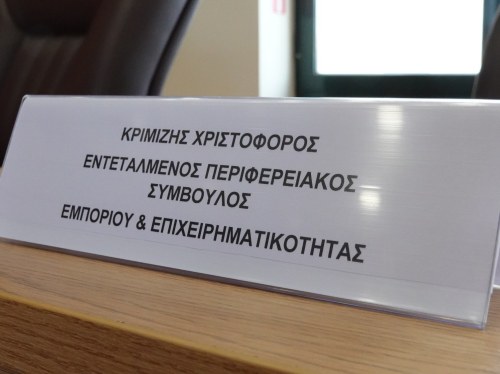 ΚΡΙΜΙΖΗΣ ΧΡΙΣΤΟΦΟΡΟΣ
ΕΝΤΕΤΑΛΜΕΝΟΣ ΠΕΡΙΦΕΡΕΙΑΚΟΣ
ΣΥΜΒΟΥΛΟΣ
ΕΜΠΟΡΙΟΥ & ΕΠΙΧΕΙΡΗΜΑΤΙΚΟΤΗΤΑΣ